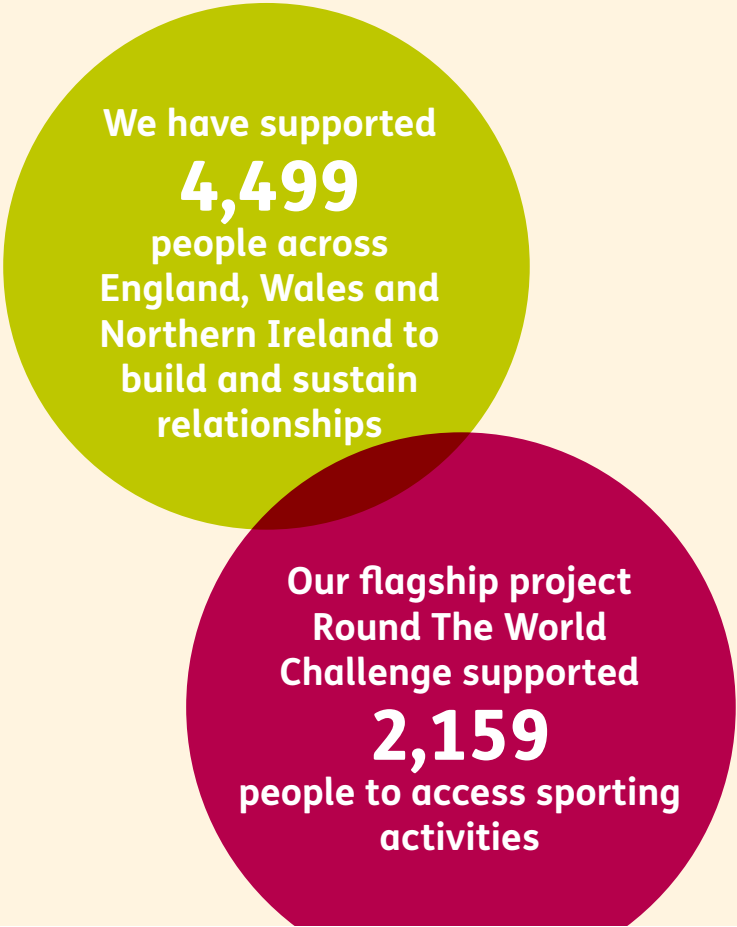 We have supported
4,499
people across
England, Wales and
Northern Ireland to
build and sustain
relationships
Our flagship project
Round The World
Challenge supported
2,159
people to access sporting
activities